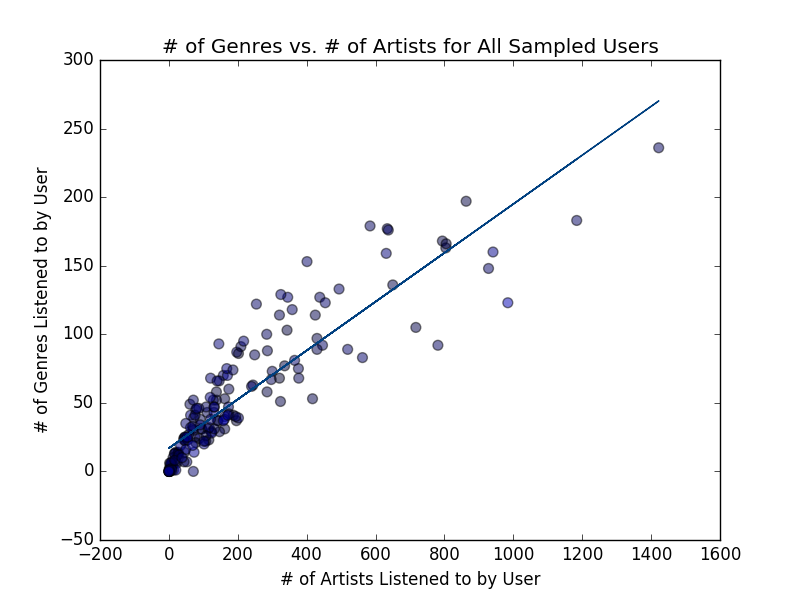 # of Genres vs. # of Artists for All Sampled Users
300
250
200
150
100
50
0
−50
# of Genres Listened to by User
−200 0 200 400 600 800 1000 1200 1400 1600
# of Artists Listened to by User